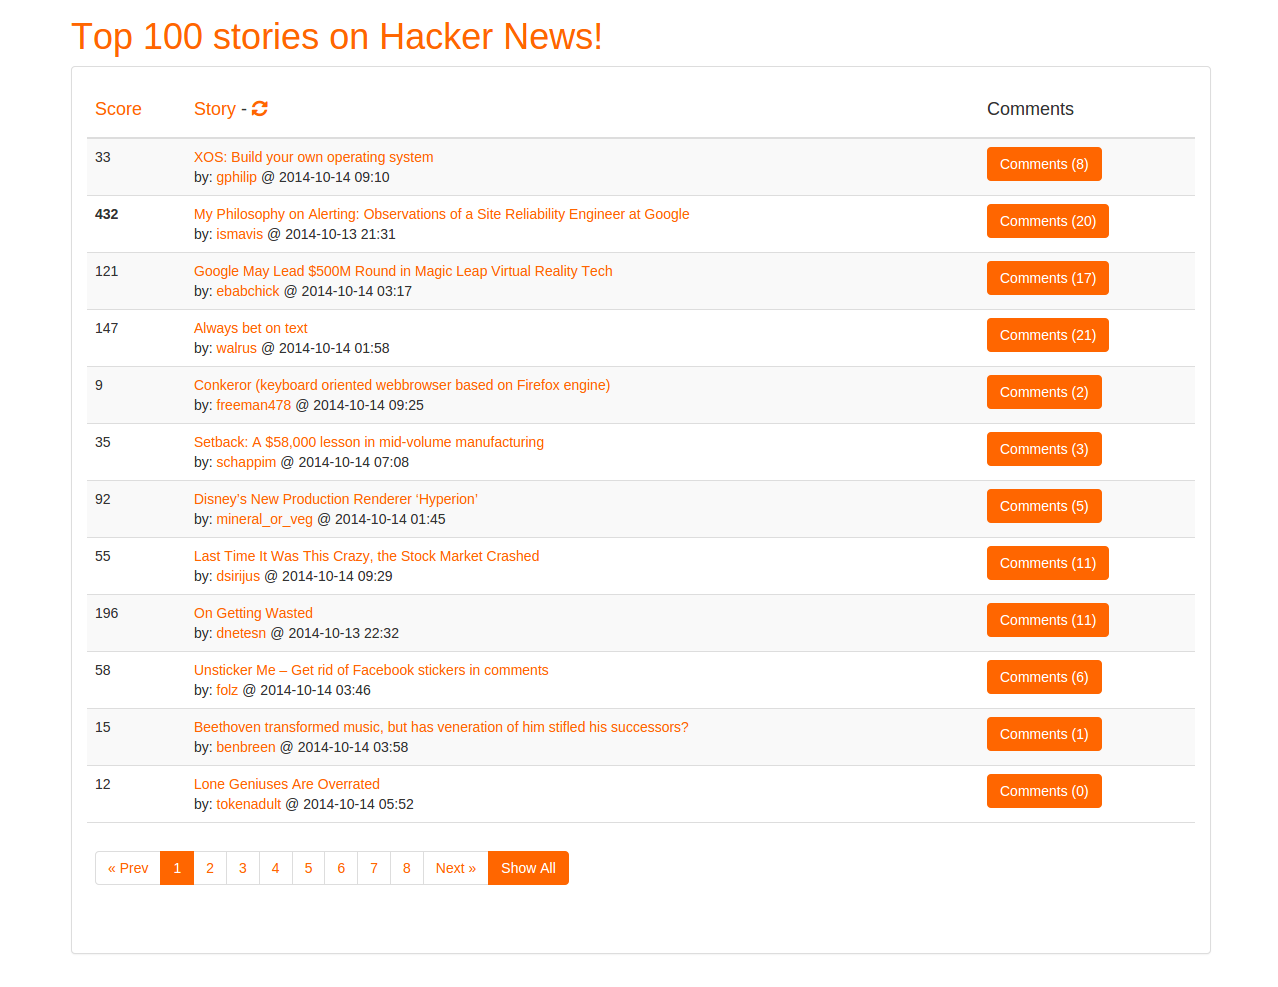 Top 100 stories on Hacker News!
Score Story - Comments
33 XOS: Build your own operating system Comments (8)
by: gphilip @ 2014-10-14 09:10
432 My Philosophy on Alerting: Observations of a Site Reliability Engineer at Google Comments (20)
by: ismavis @ 2014-10-13 21:31
121 Google May Lead $500M Round in Magic Leap Virtual Reality Tech Comments (17)
by: ebabchick @ 2014-10-14 03:17
147 Always bet on text Comments (21)
by: walrus @ 2014-10-14 01:58
9 Conkeror (keyboard oriented webbrowser based on Firefox engine) Comments (2)
by: freeman478 @ 2014-10-14 09:25
35 Setback: A $58,000 lesson in mid-volume manufacturing Comments (3)
by: schappim @ 2014-10-14 07:08
92 Disney’s New Production Renderer ‘Hyperion’ Comments (5)
by: mineral_or_veg @ 2014-10-14 01:45
55 Last Time It Was This Crazy, the Stock Market Crashed Comments (11)
by: dsirijus @ 2014-10-14 09:29
196 On Getting Wasted Comments (11)
by: dnetesn @ 2014-10-13 22:32
58 Unsticker Me – Get rid of Facebook stickers in comments Comments (6)
by: folz @ 2014-10-14 03:46
15 Beethoven transformed music, but has veneration of him stifled his successors? Comments (1)
by: benbreen @ 2014-10-14 03:58
12 Lone Geniuses Are Overrated Comments (0)
by: tokenadult @ 2014-10-14 05:52
« Prev 1 2 3 4 5 6 7 8 Next » Show All